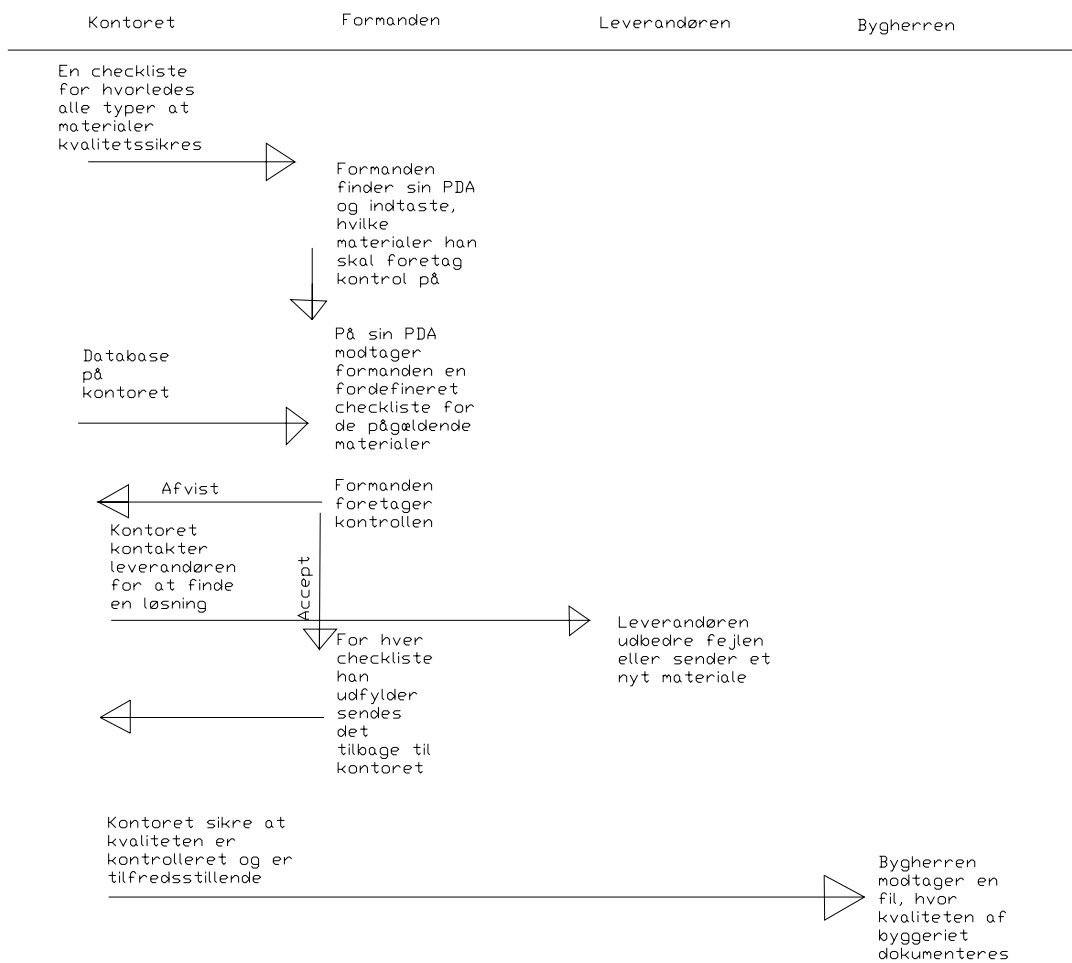 Kontoret
Formanden
Leverandøren
Bygherren
En checkliste
for hvorledes
alle typer at
materialer
kvalitetssikres
Formanden
finder sin PDA
og indtaste,
hvilke
materialer han
skal foretag
kontrol på
På sin PDA
modtager
formanden en
fordefineret
checkliste for
de pågældende
materialer
Database
på
kontoret
Afvist
Formanden
foretager
kontrollen
Kontoret
kontakter
leverandøren
for at finde
en løsning
Accept
Leverandøren
udbedre fejlen
eller sender et
nyt materiale
For hver
checkliste
han
udfylder
sendes
det
tilbage til
kontoret
Kontoret sikre at
kvaliteten er
kontrolleret og er
tilfredsstillende
Bygherren
modtager en
fil, hvor
kvaliteten af
byggeriet
dokumenteres